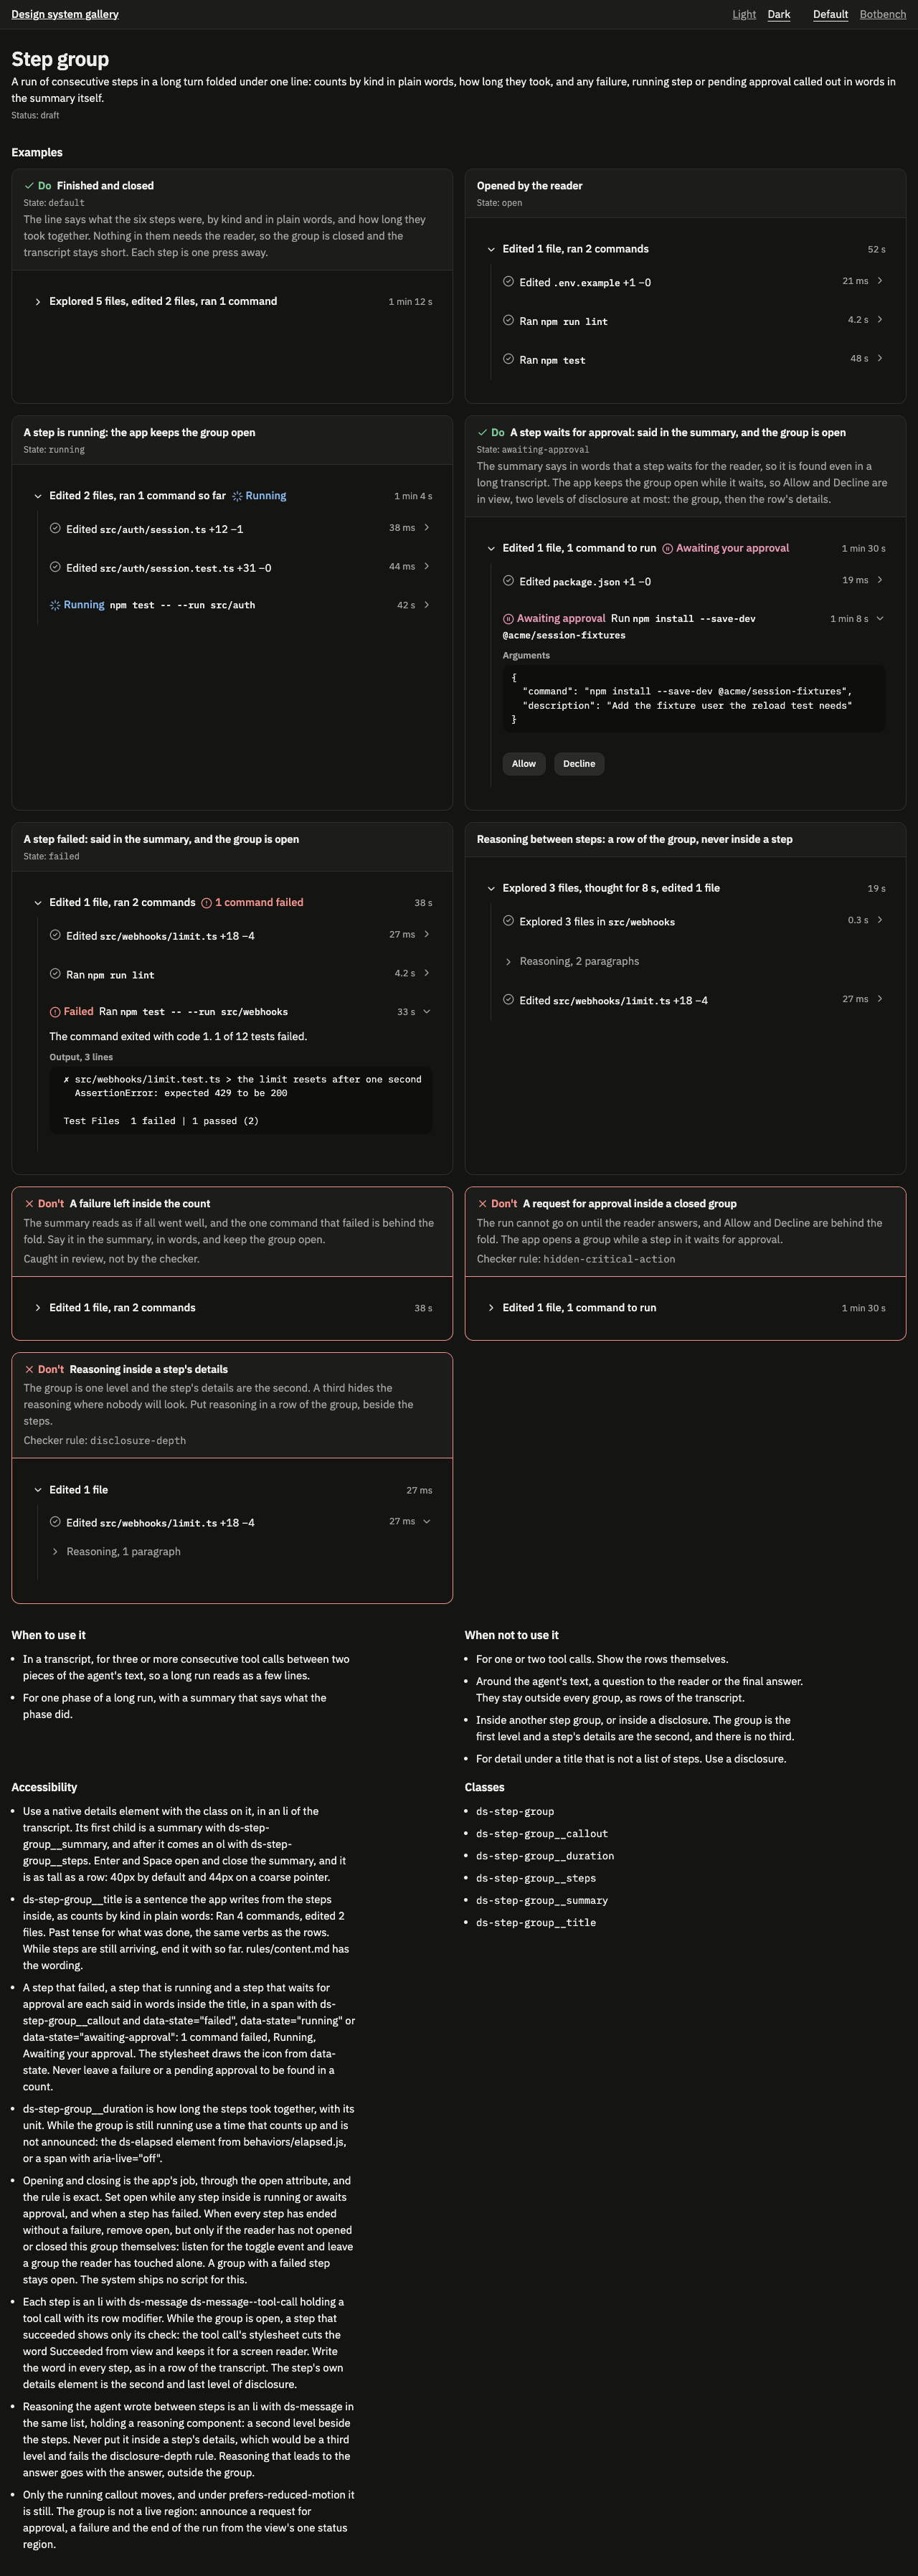 Design system gallery
Light Dark Default Botbench
Step group
A run of consecutive steps in a long turn folded under one line: counts by kind in plain words, how long they took, and any failure, running step or pending approval called out in words in
the summary itself.
Status: draft
Examples
Do Finished and closed
State: default
The line says what the six steps were, by kind and in plain words, and how long they
took together. Nothing in them needs the reader, so the group is closed and the
transcript stays short. Each step is one press away.
Explored 5 files, edited 2 files, ran 1 command 1 min 12 s
Opened by the reader
State: open
Edited 1 file, ran 2 commands 52 s
Edited .env.example +1 −0 21 ms
Ran npm run lint 4.2 s
Ran npm test 48 s
A step is running: the app keeps the group open
State: running
Edited 2 files, ran 1 command so far Running 1 min 4 s
Edited src/auth/session.ts +12 −1 38 ms
Edited src/auth/session.test.ts +31 −0 44 ms
Running npm test -- --run src/auth 42 s
Do A step waits for approval: said in the summary, and the group is open
State: awaiting-approval
The summary says in words that a step waits for the reader, so it is found even in a
long transcript. The app keeps the group open while it waits, so Allow and Decline are
in view, two levels of disclosure at most: the group, then the row's details.
Edited 1 file, 1 command to run Awaiting your approval 1 min 30 s
Edited package.json +1 −0 19 ms
Awaiting approval Run npm install --save-dev 1 min 8 s
@acme/session-fixtures
Arguments
{
"command": "npm install --save-dev @acme/session-fixtures",
"description": "Add the fixture user the reload test needs"
}
Allow Decline
A step failed: said in the summary, and the group is open
State: failed
Edited 1 file, ran 2 commands 1 command failed 38 s
Edited src/webhooks/limit.ts +18 −4 27 ms
Ran npm run lint 4.2 s
Failed Ran npm test -- --run src/webhooks 33 s
The command exited with code 1. 1 of 12 tests failed.
Output, 3 lines
✗ src/webhooks/limit.test.ts > the limit resets after one second
AssertionError: expected 429 to be 200
Test Files 1 failed | 1 passed (2)
Reasoning between steps: a row of the group, never inside a step
Explored 3 files, thought for 8 s, edited 1 file 19 s
Explored 3 files in src/webhooks 0.3 s
Reasoning, 2 paragraphs
Edited src/webhooks/limit.ts +18 −4 27 ms
Don't A failure left inside the count
The summary reads as if all went well, and the one command that failed is behind the
fold. Say it in the summary, in words, and keep the group open.
Caught in review, not by the checker.
Edited 1 file, ran 2 commands 38 s
Don't A request for approval inside a closed group
The run cannot go on until the reader answers, and Allow and Decline are behind the
fold. The app opens a group while a step in it waits for approval.
Checker rule: hidden-critical-action
Edited 1 file, 1 command to run 1 min 30 s
Don't Reasoning inside a step's details
The group is one level and the step's details are the second. A third hides the
reasoning where nobody will look. Put reasoning in a row of the group, beside the
steps.
Checker rule: disclosure-depth
Edited 1 file 27 ms
Edited src/webhooks/limit.ts +18 −4 27 ms
Reasoning, 1 paragraph
When to use it
In a transcript, for three or more consecutive tool calls between two
pieces of the agent's text, so a long run reads as a few lines.
For one phase of a long run, with a summary that says what the
phase did.
When not to use it
For one or two tool calls. Show the rows themselves.
Around the agent's text, a question to the reader or the final answer.
They stay outside every group, as rows of the transcript.
Inside another step group, or inside a disclosure. The group is the
first level and a step's details are the second, and there is no third.
For detail under a title that is not a list of steps. Use a disclosure.
Accessibility
Use a native details element with the class on it, in an li of the
transcript. Its first child is a summary with ds-step-
group__summary, and after it comes an ol with ds-step-
group__steps. Enter and Space open and close the summary, and it
is as tall as a row: 40px by default and 44px on a coarse pointer.
ds-step-group__title is a sentence the app writes from the steps
inside, as counts by kind in plain words: Ran 4 commands, edited 2
files. Past tense for what was done, the same verbs as the rows.
While steps are still arriving, end it with so far. rules/content.md has
the wording.
A step that failed, a step that is running and a step that waits for
approval are each said in words inside the title, in a span with ds-
step-group__callout and data-state="failed", data-state="running" or
data-state="awaiting-approval": 1 command failed, Running,
Awaiting your approval. The stylesheet draws the icon from data-
state. Never leave a failure or a pending approval to be found in a
count.
ds-step-group__duration is how long the steps took together, with its
unit. While the group is still running use a time that counts up and is
not announced: the ds-elapsed element from behaviors/elapsed.js,
or a span with aria-live="off".
Opening and closing is the app's job, through the open attribute, and
the rule is exact. Set open while any step inside is running or awaits
approval, and when a step has failed. When every step has ended
without a failure, remove open, but only if the reader has not opened
or closed this group themselves: listen for the toggle event and leave
a group the reader has touched alone. A group with a failed step
stays open. The system ships no script for this.
Each step is an li with ds-message ds-message--tool-call holding a
tool call with its row modifier. While the group is open, a step that
succeeded shows only its check: the tool call's stylesheet cuts the
word Succeeded from view and keeps it for a screen reader. Write
the word in every step, as in a row of the transcript. The step's own
details element is the second and last level of disclosure.
Reasoning the agent wrote between steps is an li with ds-message in
the same list, holding a reasoning component: a second level beside
the steps. Never put it inside a step's details, which would be a third
level and fails the disclosure-depth rule. Reasoning that leads to the
answer goes with the answer, outside the group.
Only the running callout moves, and under prefers-reduced-motion it
is still. The group is not a live region: announce a request for
approval, a failure and the end of the run from the view's one status
region.
Classes
ds-step-group
ds-step-group__callout
ds-step-group__duration
ds-step-group__steps
ds-step-group__summary
ds-step-group__title